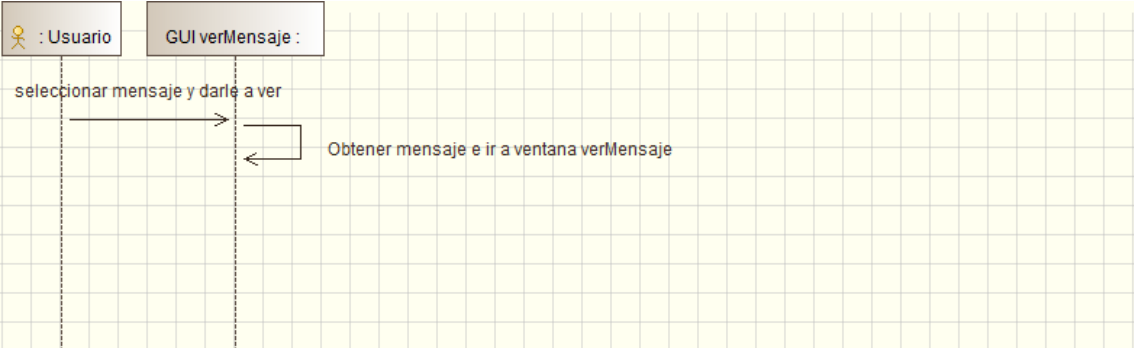 : Usuario
GUI verMensaje :
seleccionar mensaje y darle a ver
Obtener mensaje e ir a ventana verMensaje